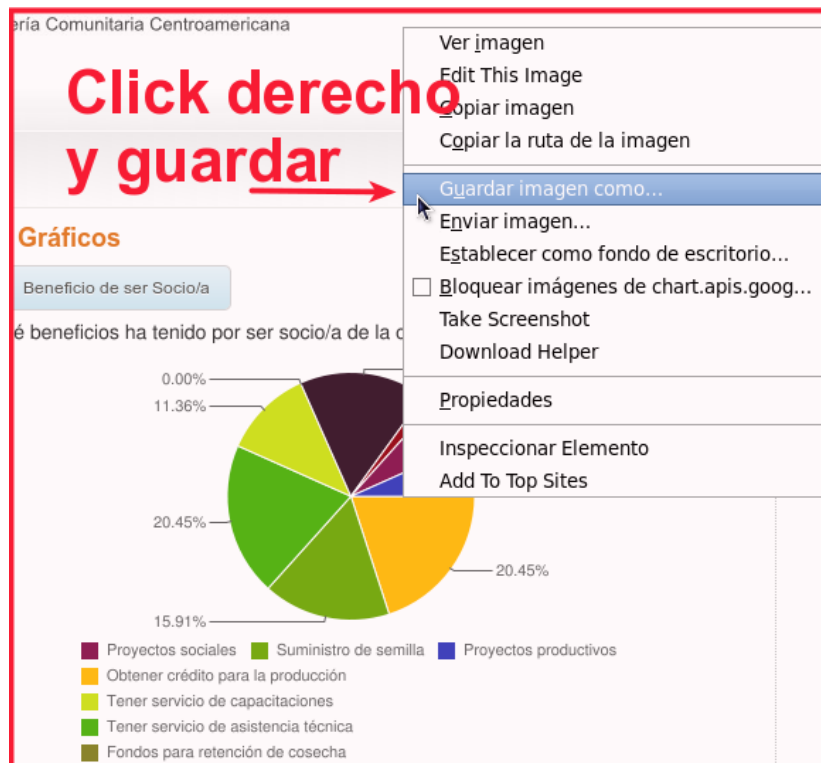 ería Comunitaria Centroamericana
Click derecho
y guardar
Ver imagen
Edit This Image
Copiar imagen
Copiar la ruta de la imagen
Guardar imagen como...
Enviar imagen...
Establecer como fondo de escritorio...
Bloquear imágenes de chart.apis.goog...
Take Screenshot
Download Helper
Propiedades
Inspeccionar Elemento
Add To Top Sites
Gráficos
Beneficio de ser Socio/a
é beneficios ha tenido por ser socio/a de la c
0.00%
11.36%
20.45%
15.91%
20.45%
Proyectos sociales Suministro de semilla Proyectos productivos
Obtener crédito para la producción
Tener servicio de capacitaciones
Tener servicio de asistencia técnica
Fondos para retención de cosecha